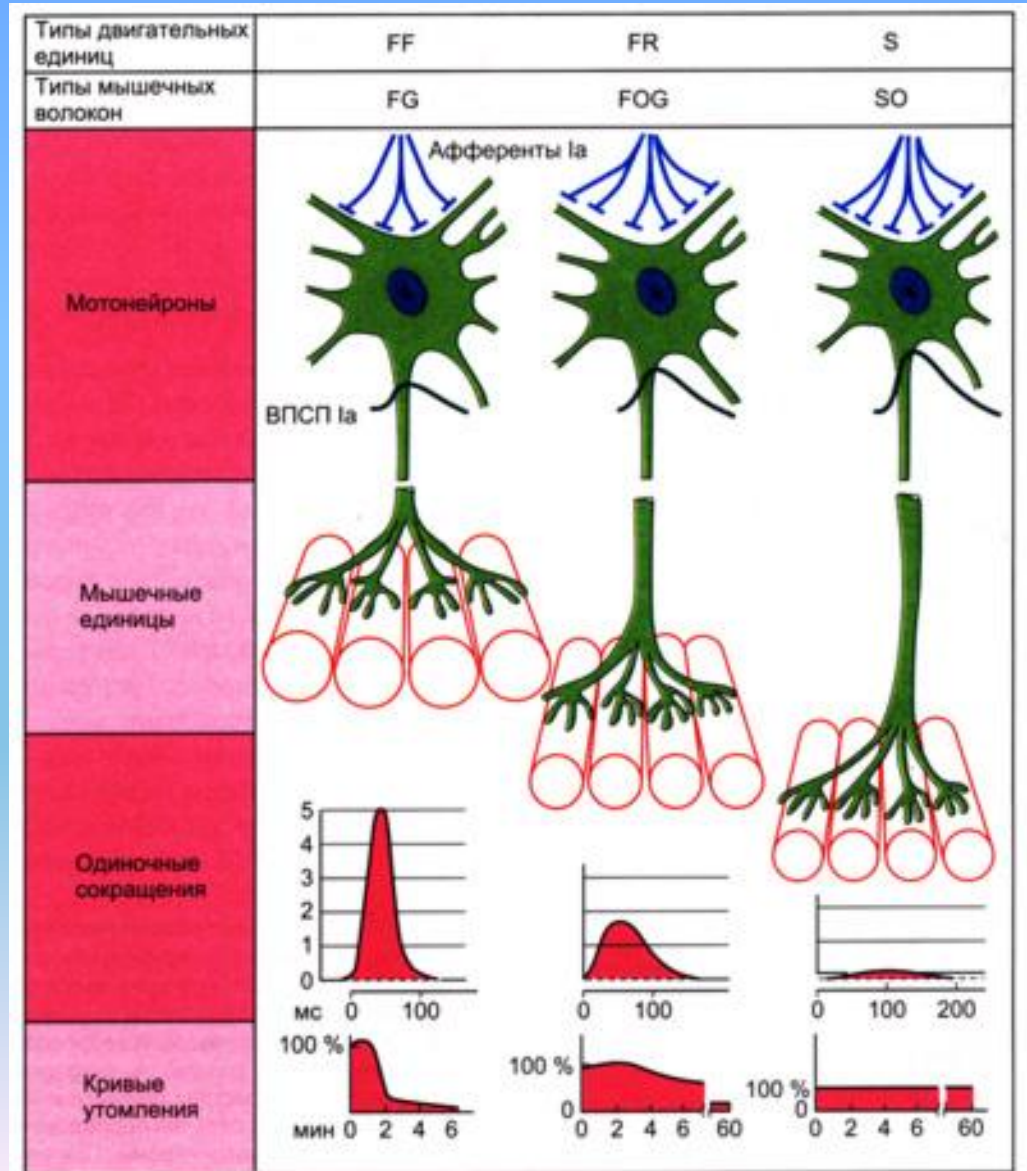 Типы двигательных
единиц
FF
FR
S
Типы мышечных
волокон
FG
FOG
SO
Афференты Ia
Мотонейроны
ВПСП Ia
Мышечные
единицы
Одиночные
сокращения
5
4
3
2
1
0
мс 0 100
0 100
0 100 200
Кривые
утомления
100 %
мин 0 2 4 6
100 %
0
0 2 4 6 60
100 %
0
0 2 4 6 60